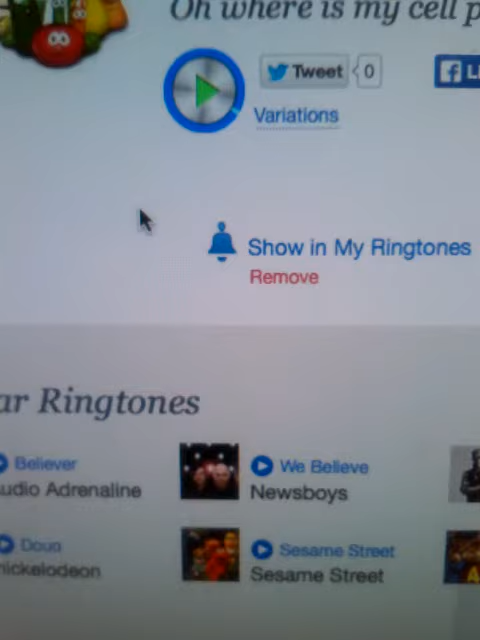 Oh where is my cell p
Tweet 0
Variations
Show in My Ringtones
Remove
ar Ringtones
Believer
We Believe
udio Adrenaline
Newsboys
Doug
Sesame Street
nickelodeon
Sesame Street